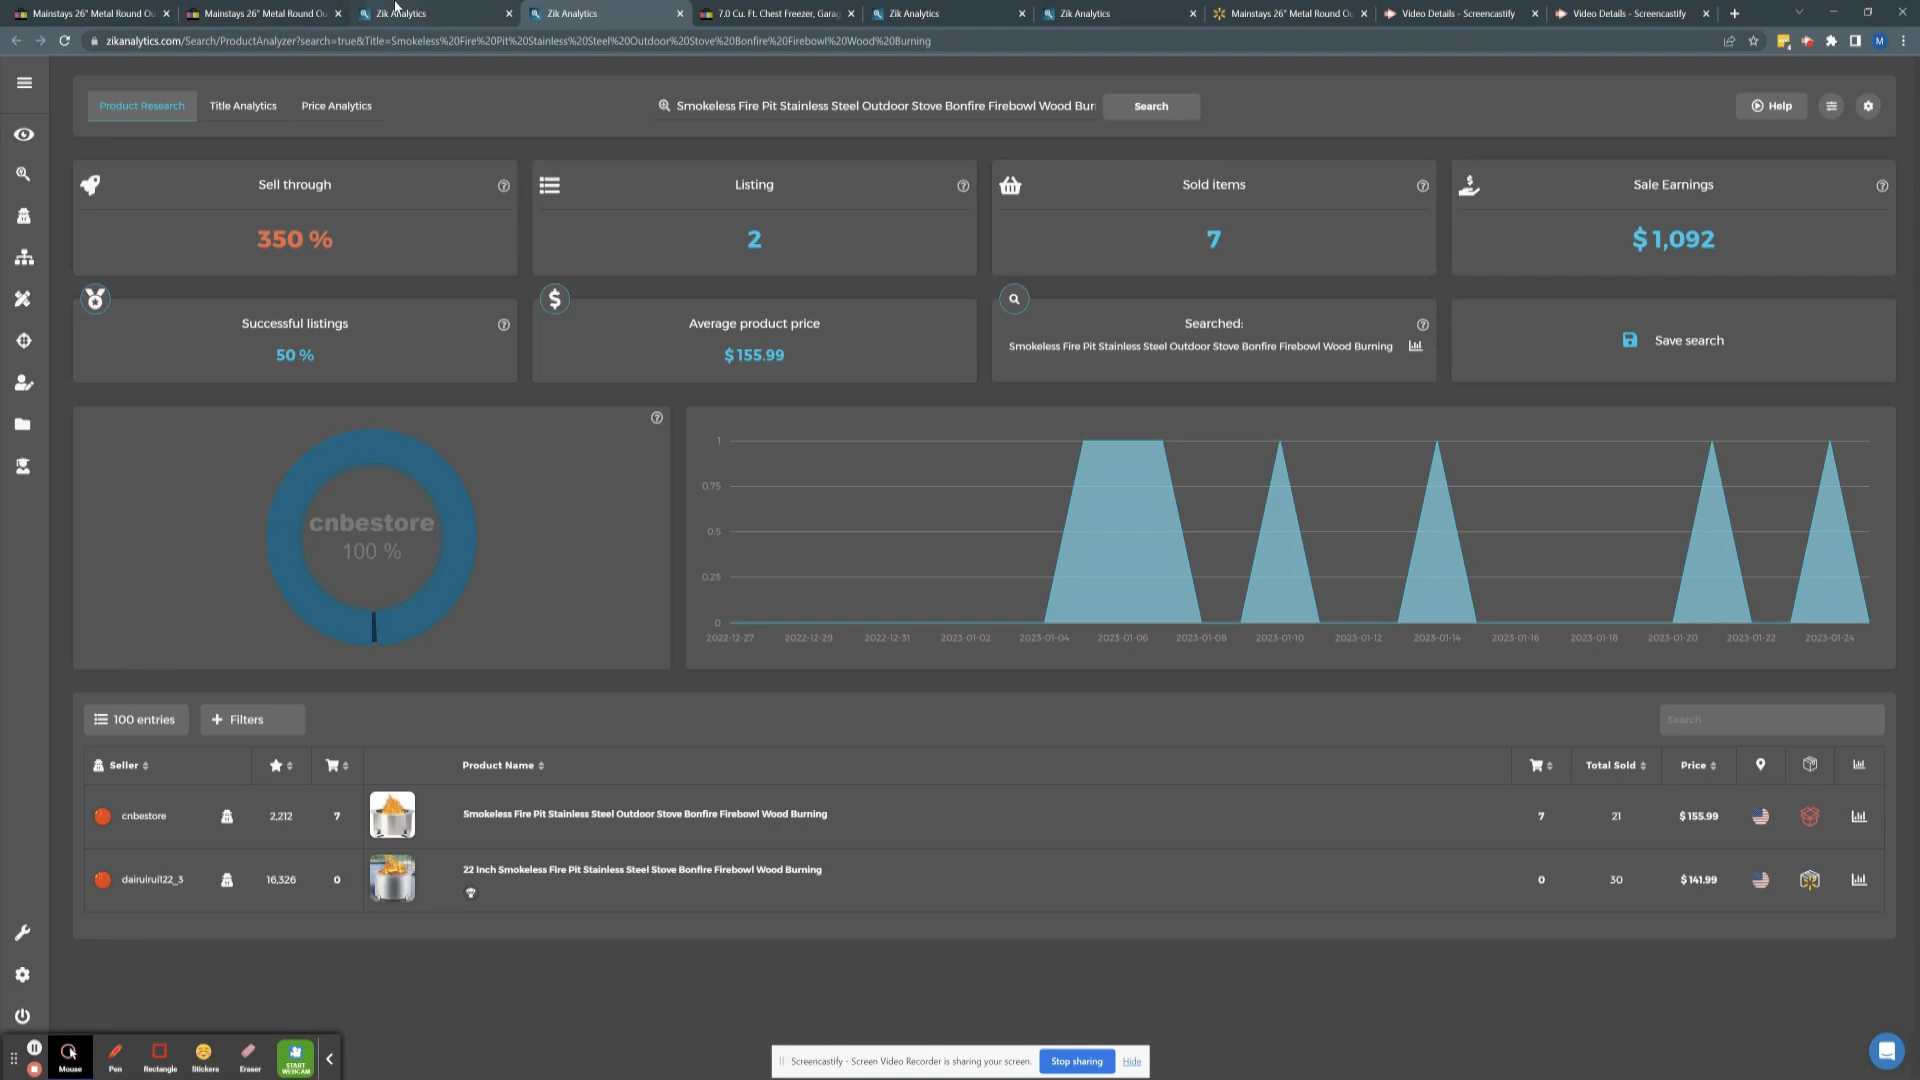 Mainstays 26" Metal Round Ou
Mainstays 26" Metal Round Ou
Zik Analytics
Zik Analytics
7.0 Cu. Ft. Chest Freezer, Garag
Zik Analytics
Zik Analytics
Mainstays 26" Metal Round Ou
Video Details - Screencastify
Video Details - Screencastify
zikanalytics.com/Search/ProductAnalyzer?search=true&Title=Smokeless%20Fire%20Pit%20Stainless%20Steel%20Outdoor%20Stove%20Bonfire%20Firebowl%20Wood%20Burning
M
Product Research
Title Analytics
Price Analytics
Smokeless Fire Pit Stainless Steel Outdoor Stove Bonfire Firebowl Wood Bur
Search
Help
Sell through
350 %
Listing
2
Sold items
7
Sale Earnings
$ 1,092
Successful listings
50 %
Average product price
$ 155.99
Searched:
Smokeless Fire Pit Stainless Steel Outdoor Stove Bonfire Firebowl Wood Burning
Save search
cnbestore
100 %
1
0.75
0.5
0.25
0
2022-12-27
2022-12-29
2022-12-31
2023-01-02
2023-01-04
2023-01-06
2023-01-08
2023-01-10
2023-01-12
2023-01-14
2023-01-16
2023-01-18
2023-01-20
2023-01-22
2023-01-24
100 entries
+ Filters
Search
Seller
Product Name
Total Sold
Price
cnbestore
2,212
7
Smokeless Fire Pit Stainless Steel Outdoor Stove Bonfire Firebowl Wood Burning
7
21
$ 155.99
dairuirui122_3
16,326
0
22 Inch Smokeless Fire Pit Stainless Steel Stove Bonfire Firebowl Wood Burning
0
30
$ 141.99
Mouse
Pen
Rectangle
Stickers
Eraser
START
WEBCAM
Screencastify - Screen Video Recorder is sharing your screen.
Stop sharing
Hide